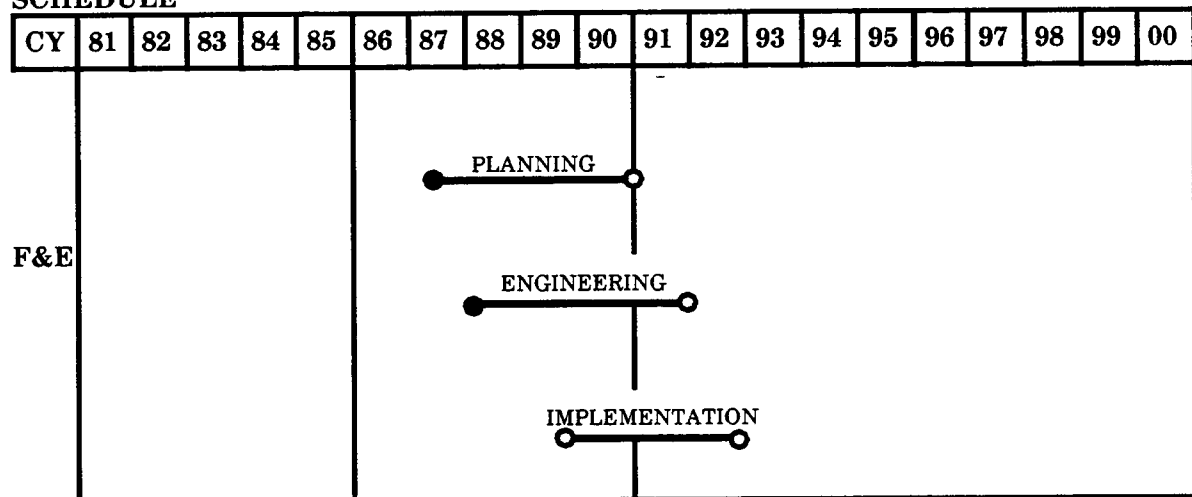 SCHEDULE
CY 81 82 83 84 85 86 87 88 89 90 91 92 93 94 95 96 97 98 99 00
PLANNING
F&E
ENGINEERING
IMPLEMENTATION